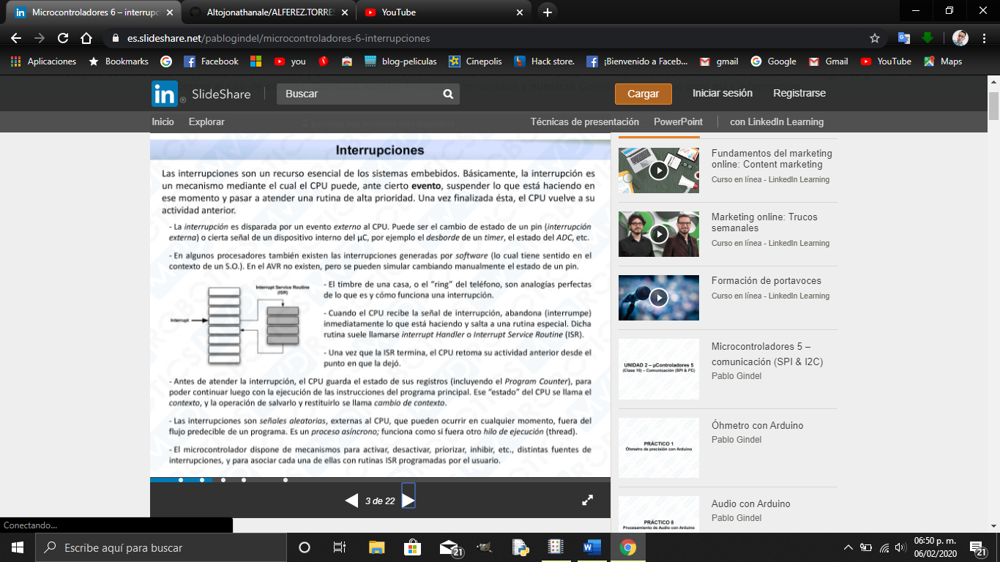 Microcontroladores 6 – interrupc
Altojonathanale/ALFEREZ.TORRES
YouTube
es.slideshare.net/pablogindel/microcontroladores-6-interrupciones
Aplicaciones
Bookmarks
Facebook
you
blog-peliculas
Cinepolis
Hack store.
¡Bienvenido a Faceb...
gmail
Google
Gmail
YouTube
Maps
in SlideShare
Buscar
Cargar
Iniciar sesión
Registrarse
Inicio
Explorar
Técnicas de presentación
PowerPoint
con LinkedIn Learning
Interrupciones
Las interrupciones son un recurso esencial de los sistemas embebidos. Básicamente, la interrupción es
un mecanismo mediante el cual el CPU puede, ante cierto evento, suspender lo que está haciendo en
ese momento y pasar a atender una rutina de alta prioridad. Una vez finalizada ésta, el CPU vuelve a su
actividad anterior.
- La interrupción es disparada por un evento externo al CPU. Puede ser el cambio de estado de un pin (interrupción
externa) o cierta señal de un dispositivo interno del µC, por ejemplo el desborde de un timer, el estado del ADC, etc.
- En algunos procesadores también existen las interrupciones generadas por software (lo cual tiene sentido en el
contexto de un S.O.). En el AVR no existen, pero se pueden simular cambiando manualmente el estado de un pin.
Interrupt Service Routine
(ISR)
Interrupt
- El timbre de una casa, o el “ring” del teléfono, son analogías perfectas
de lo que es y cómo funciona una interrupción.
- Cuando el CPU recibe la señal de interrupción, abandona (interrumpe)
inmediatamente lo que está haciendo y salta a una rutina especial. Dicha
rutina suele llamarse interrupt Handler o Interrupt Service Routine (ISR).
- Una vez que la ISR termina, el CPU retoma su actividad anterior desde el
punto en que la dejó.
- Antes de atender la interrupción, el CPU guarda el estado de sus registros (incluyendo el Program Counter), para
poder continuar luego con la ejecución de las instrucciones del programa principal. Ese “estado” del CPU se llama el
contexto, y la operación de salvarlo y restituirlo se llama cambio de contexto.
- Las interrupciones son señales aleatorias, externas al CPU, que pueden ocurrir en cualquier momento, fuera del
flujo predecible de un programa. Es un proceso asíncrono; funciona como si fuera otro hilo de ejecución (thread).
- El microcontrolador dispone de mecanismos para activar, desactivar, priorizar, inhibir, etc., distintas fuentes de
interrupciones, y para asociar cada una de ellas con rutinas ISR programadas por el usuario.
3 de 22
Fundamentos del marketing
online: Content marketing
Curso en línea - LinkedIn Learning
Marketing online: Trucos
semanales
Curso en línea - LinkedIn Learning
Formación de portavoces
Curso en línea - LinkedIn Learning
UNIDAD 2 – µControladores 5
(Clase 10) – Comunicación (SPI & I²C)
Microcontroladores 5 –
comunicación (SPI & I2C)
Pablo Gindel
PRÁCTICO 1
Óhmetro de precisión con Arduino
Óhmetro con Arduino
Pablo Gindel
PRÁCTICO 8
Procesamiento de Audio con Arduino
Audio con Arduino
Pablo Gindel
Conectando...
Escribe aquí para buscar
21
06:50 p. m.
06/02/2020
21